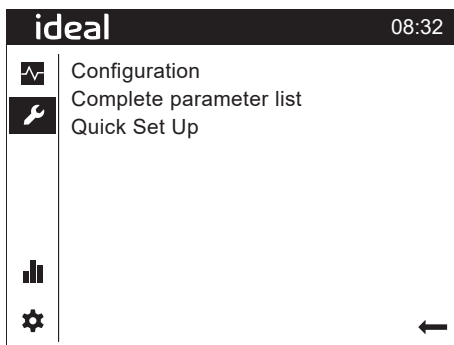 ideal
08:32
Configuration
Complete parameter list
Quick Set Up